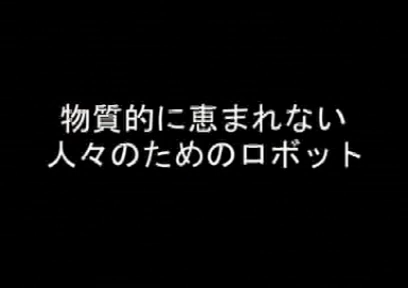 物質的に恵まれない
人々のためのロボット